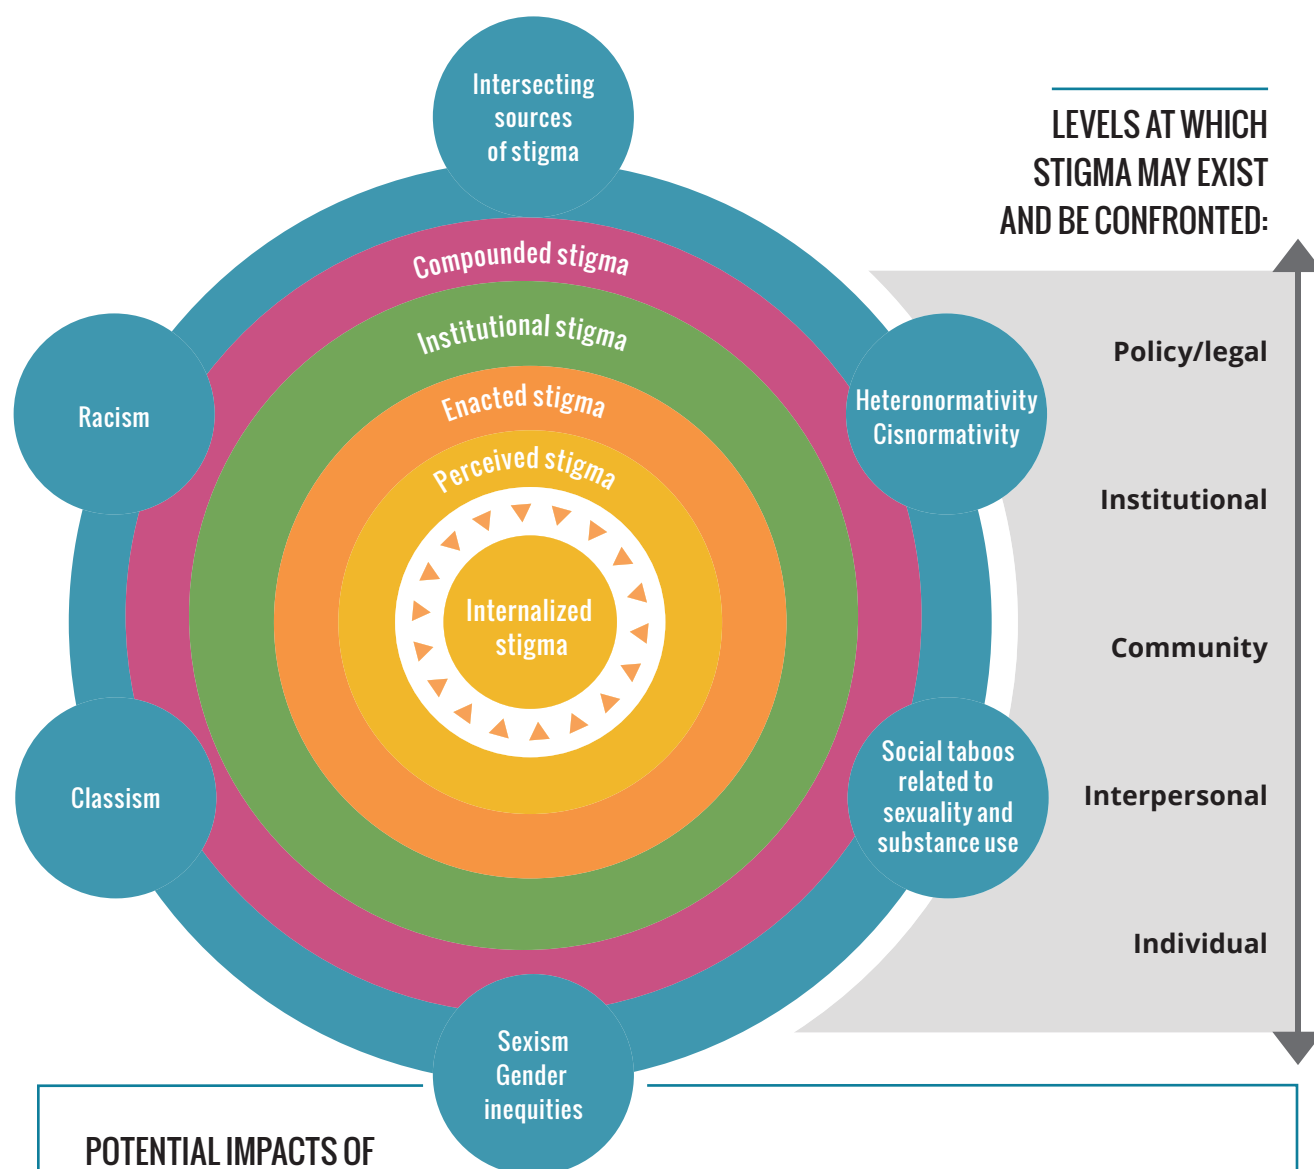 Intersecting
sources
of stigma
LEVELS AT WHICH
STIGMA MAY EXIST
AND BE CONFRONTED:
Compounded stigma
Institutional stigma
Enacted stigma
Perceived stigma
Internalized
stigma
Racism
Heteronormativity
Cisnormativity
Classism
Social taboos
related to
sexuality and
substance use
Sexism
Gender
inequities
Policy/legal
Institutional
Community
Interpersonal
Individual
POTENTIAL IMPACTS OF